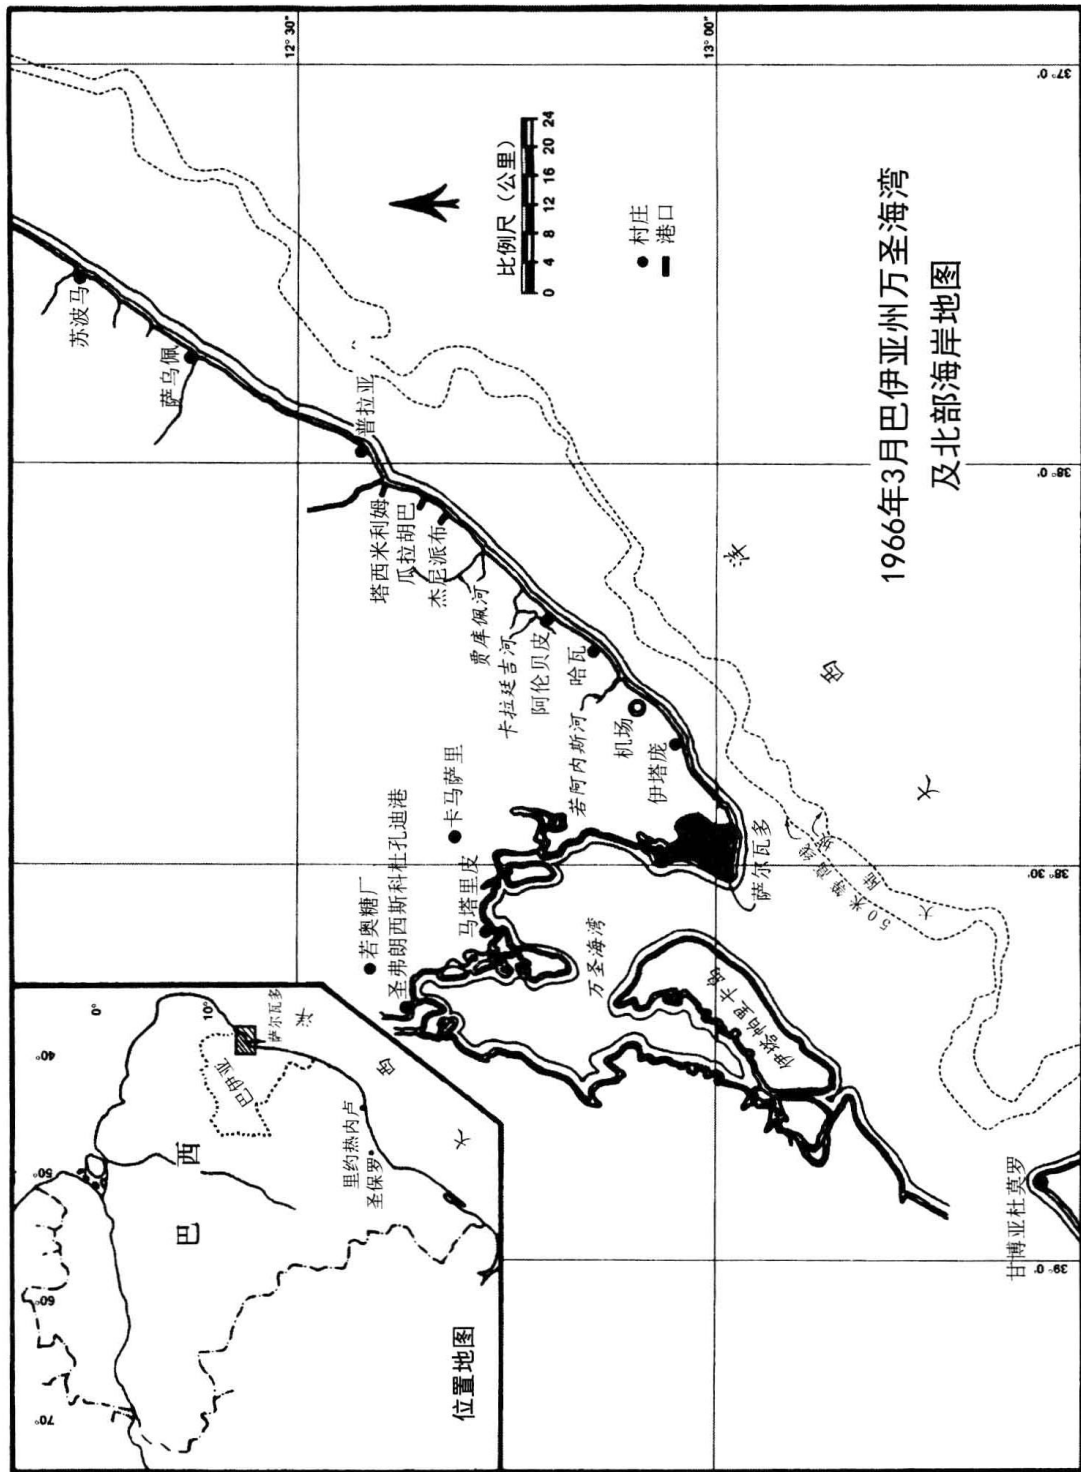 70°
60°
50°
40°
0°
10°
巴西
巴伊亚
萨尔瓦多
里约热内卢
圣保罗
大西洋
位置地图
苏波马
萨乌佩
12° 30'
普拉亚
塔西米利姆
瓜拉胡巴
杰尼派布
贾库佩河
卡拉廷吉河
阿伦贝皮
哈瓦
若阿内斯河
机场
伊塔庞
若奥糖厂
圣弗朗西斯科杜孔迪港
卡马萨里
马塔里皮
万圣海湾
伊塔帕里卡岛
萨尔瓦多
13° 00"
比例尺（公里）
0 4 8 12 16 20 24
村庄
港口
大西洋
50米等高线
大陆坡
1966年3月巴伊亚州万圣海湾
及北部海岸地图
甘博亚杜莫罗
39° 0'
38° 30'
38° 0'
37° 0'